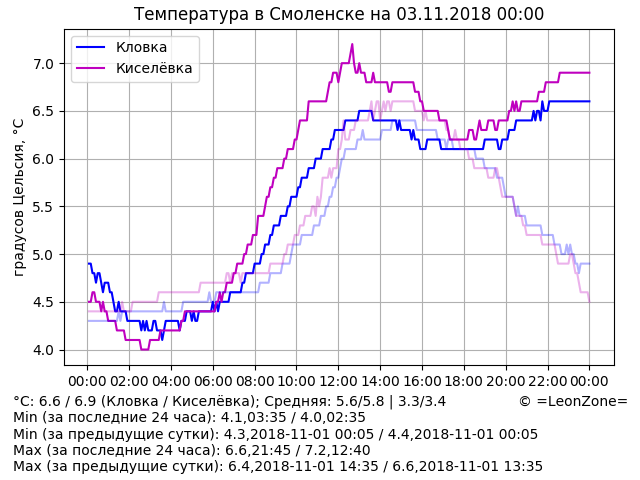 Температура в Смоленске на 03.11.2018 00:00
Кловка
Киселёвка
градусов Цельсия, °C
7.0
6.5
6.0
5.5
5.0
4.5
4.0
00:00 02:00 04:00 06:00 08:00 10:00 12:00 14:00 16:00 18:00 20:00 22:00 00:00
°C: 6.6 / 6.9 (Кловка / Киселёвка); Средняя: 5.6/5.8 | 3.3/3.4 © =LeonZone=
Min (за последние 24 часа): 4.1,03:35 / 4.0,02:35
Min (за предыдущие сутки): 4.3,2018-11-01 00:05 / 4.4,2018-11-01 00:05
Max (за последние 24 часа): 6.6,21:45 / 7.2,12:40
Max (за предыдущие сутки): 6.4,2018-11-01 14:35 / 6.6,2018-11-01 13:35